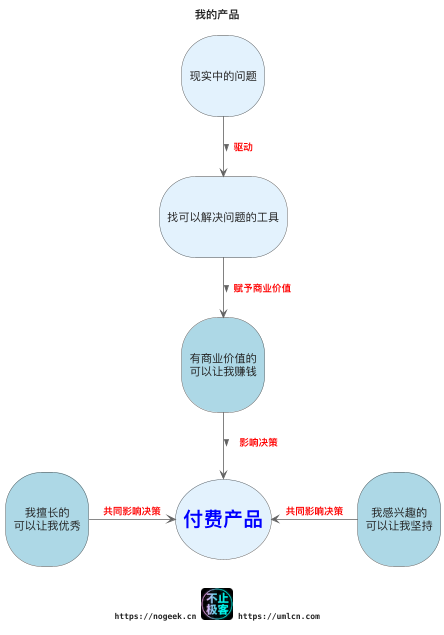 我的产品
现实中的问题
驱动
找可以解决问题的工具
赋予商业价值
有商业价值的
可以让我赚钱
影响决策
我擅长的
可以让我优秀
共同影响决策
付费产品
共同影响决策
我感兴趣的
可以让我坚持
https://nogeek.cn
不止
极客
https://umlcn.com